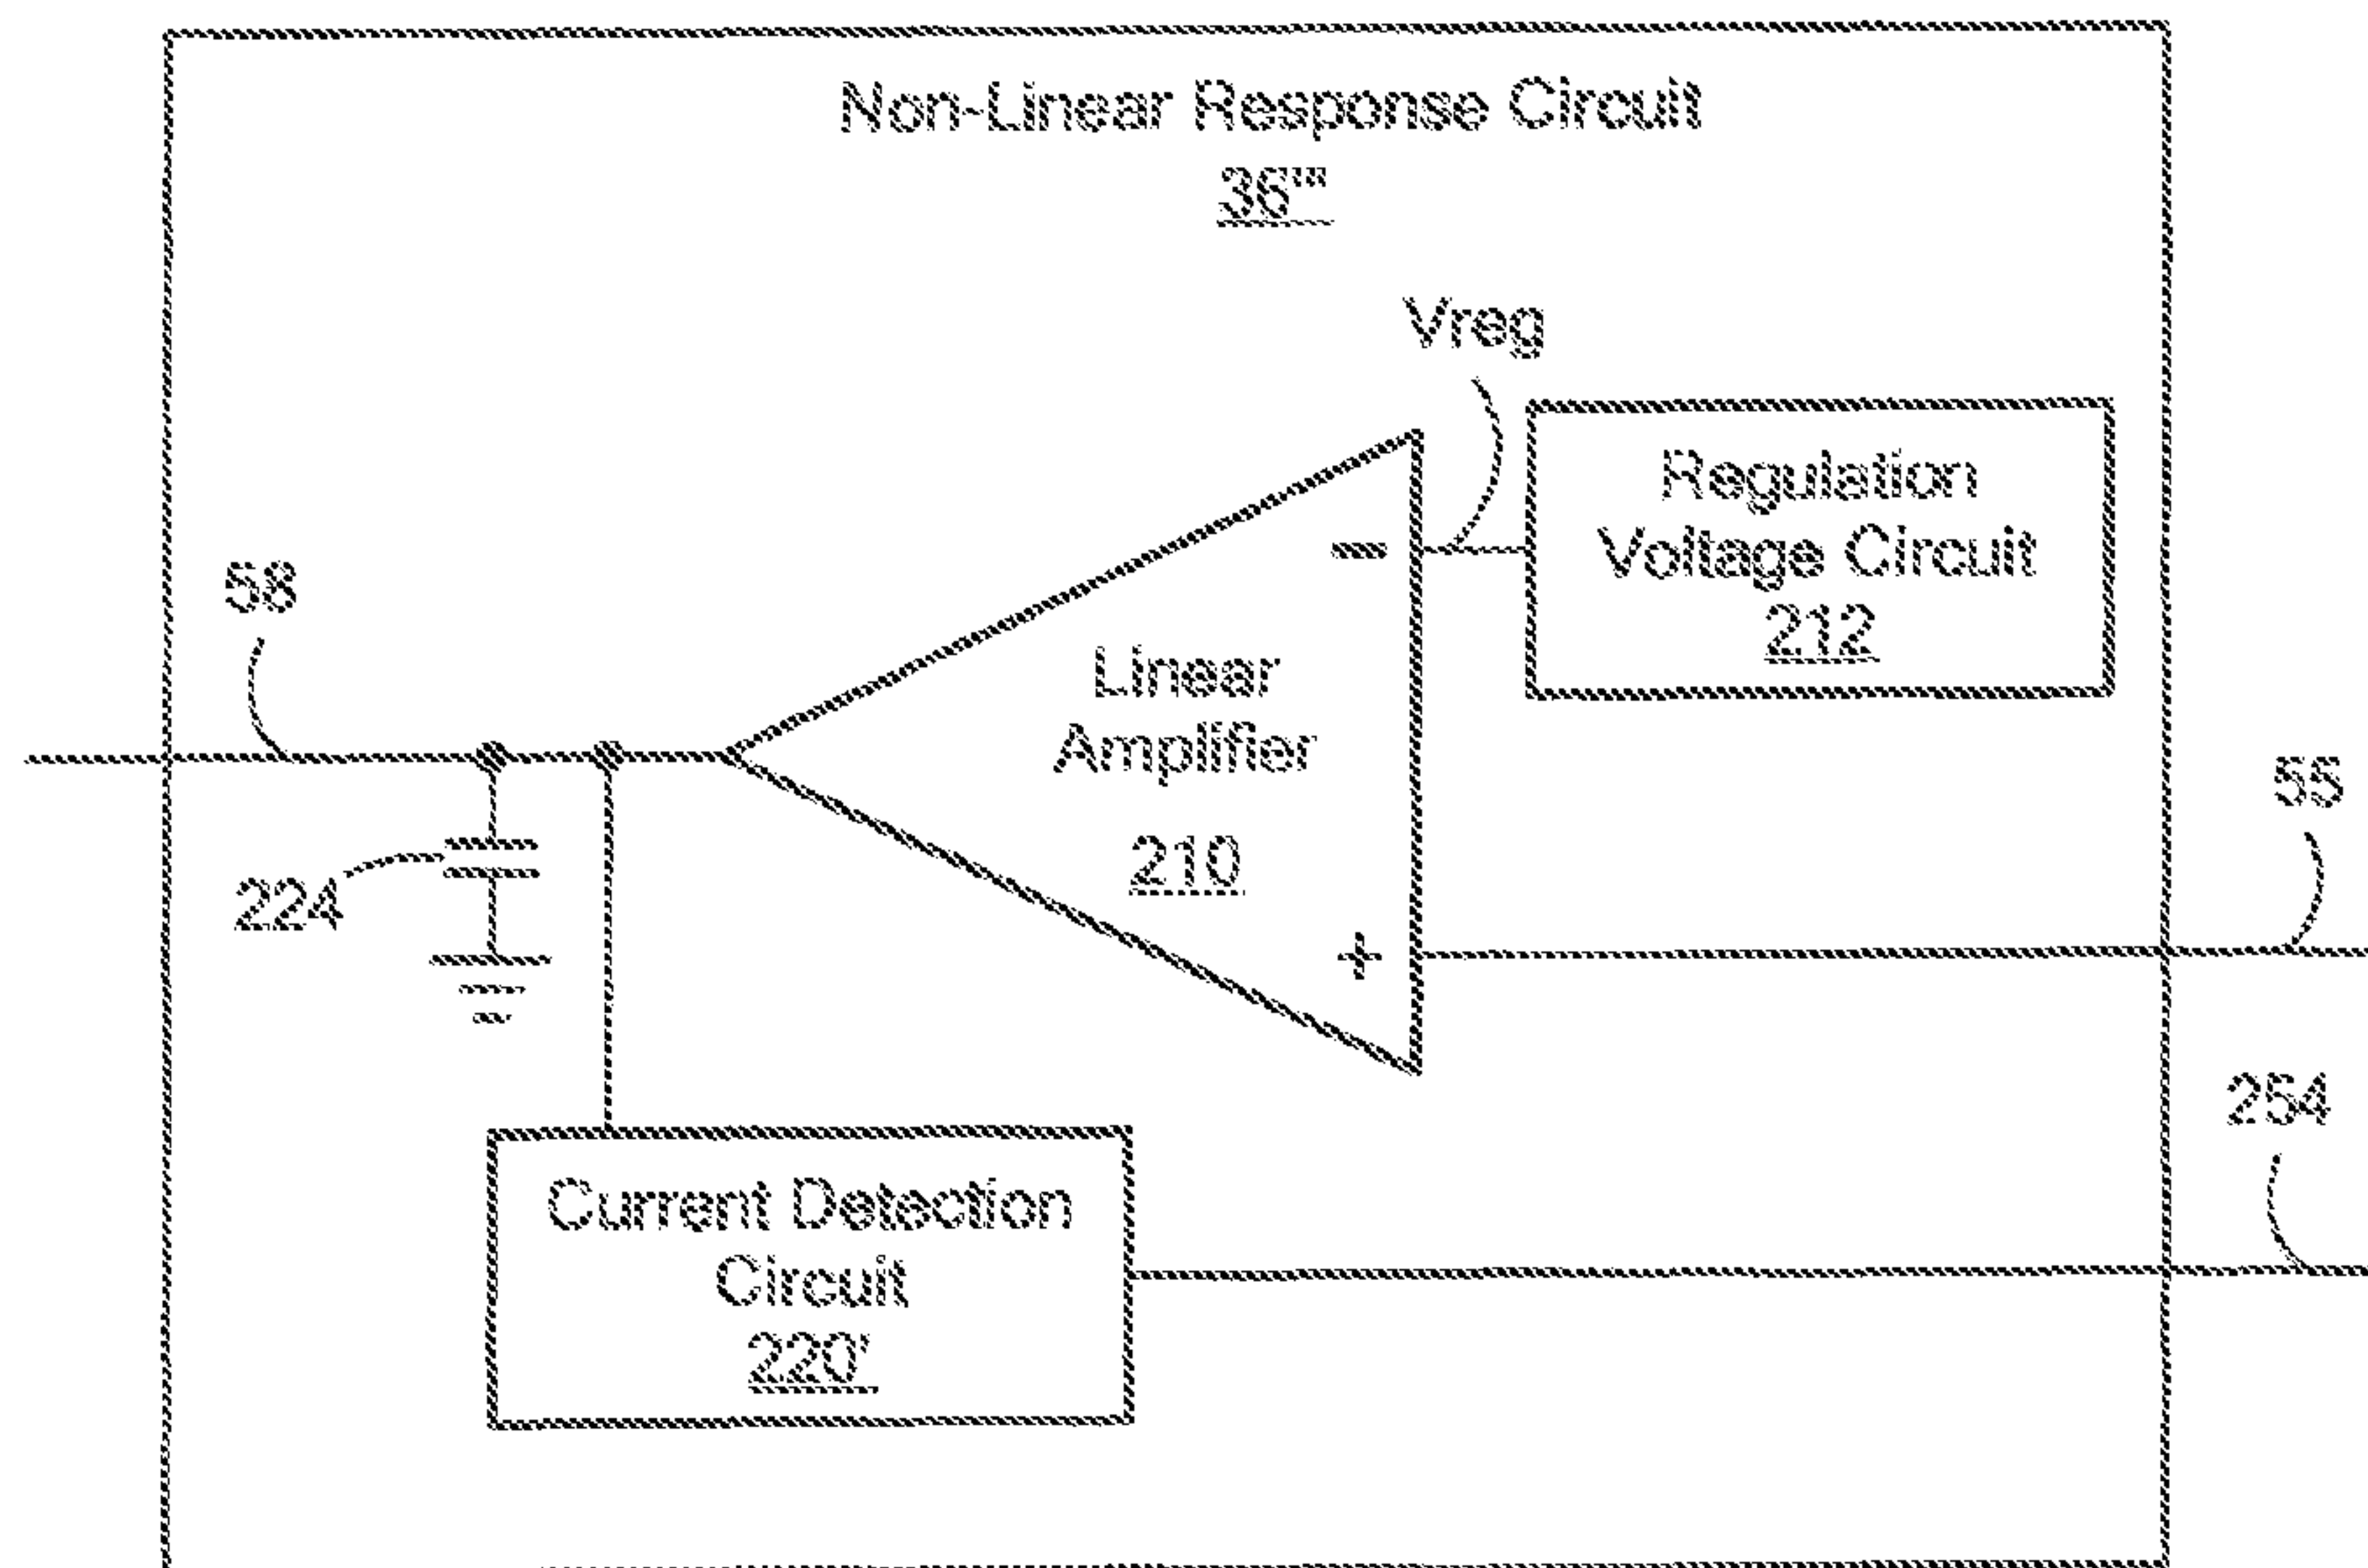 Non-Linear Response Circuit
36'''
Vreg
Regulation
Voltage Circuit
212
58
Linear
Amplifier
210
−
+
55
224
254
Current Detection
Circuit
220'